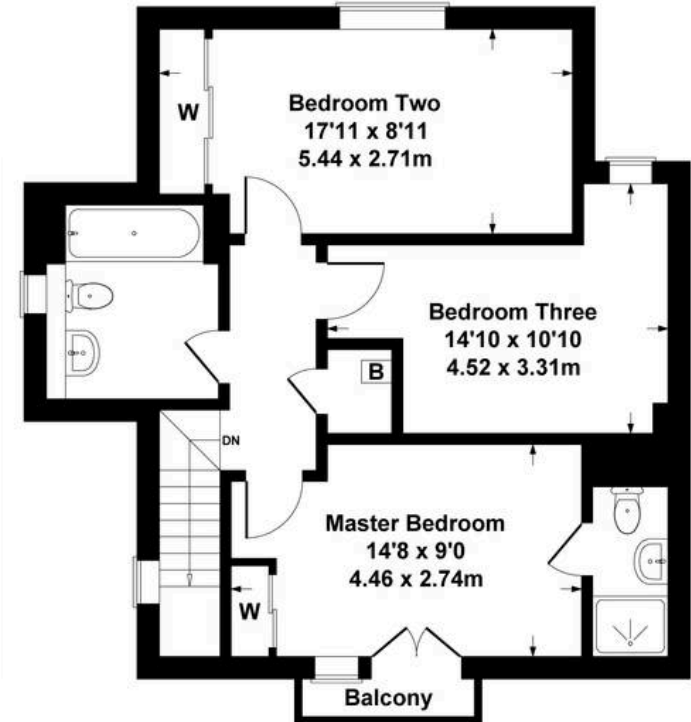 Bedroom Two
17'11 x 8'11
5.44 x 2.71m
W
Bedroom Three
14'10 x 10'10
4.52 x 3.31m
B
DN
Master Bedroom
14'8 x 9'0
4.46 x 2.74m
W
Balcony